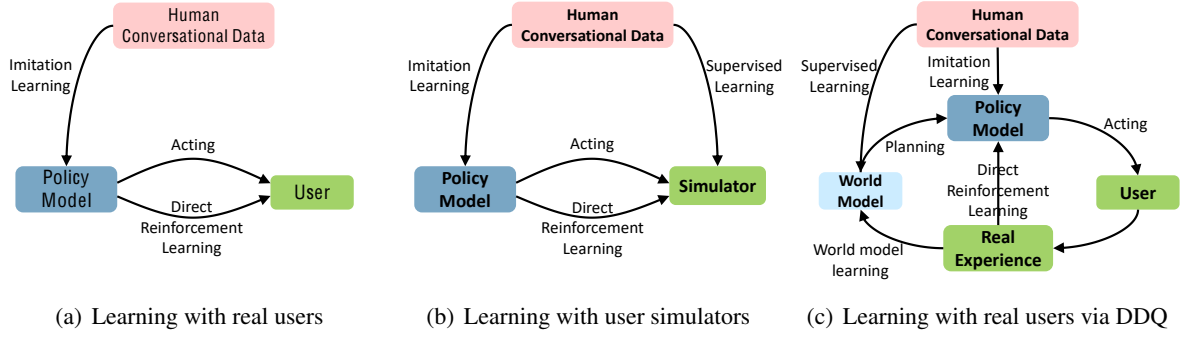 Human
Conversational Data
Imitation
Learning
Policy
Model
Acting
User
Direct
Reinforcement
Learning
(a) Learning with real users
Human
Conversational Data
Imitation
Learning
Supervised
Learning
Policy
Model
Acting
Simulator
Direct
Reinforcement
Learning
(b) Learning with user simulators
Human
Conversational Data
Supervised
Learning
Imitation
Learning
Policy
Model
Acting
Planning
World
Model
Direct
Reinforcement
Learning
User
World model
learning
Real
Experience
(c) Learning with real users via DDQ